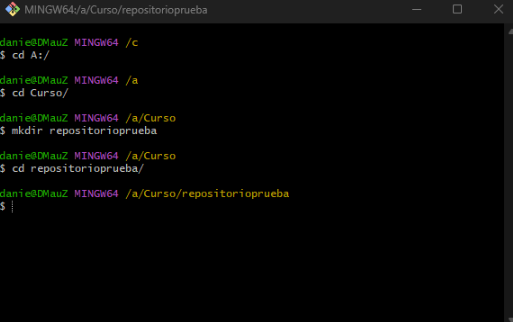 MINGW64:/a/Curso/repositorioprueba
danie@DMauZ MINGW64 /c
$ cd A:/
danie@DMauZ MINGW64 /a
$ cd Curso/
danie@DMauZ MINGW64 /a/Curso
$ mkdir repositorioprueba
danie@DMauZ MINGW64 /a/Curso
$ cd repositorioprueba/
danie@DMauZ MINGW64 /a/Curso/repositorioprueba
$